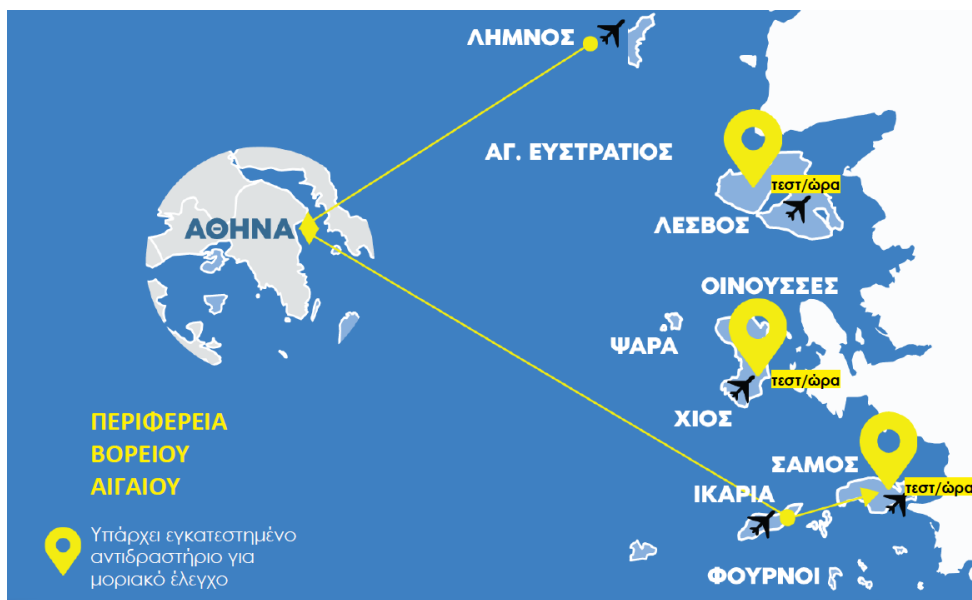 ΛΗΜΝΟΣ
ΑΓ. ΕΥΣΤΡΑΤΙΟΣ
τεστ/ώρα
ΛΕΣΒΟΣ
ΑΘΗΝΑ
ΟΙΝΟΥΣΣΕΣ
ΨΑΡΑ
τεστ/ώρα
ΧΙΟΣ
ΠΕΡΙΦΕΡΕΙΑ
ΒΟΡΕΙΟΥ
ΑΙΓΑΙΟΥ
ΣΑΜΟΣ
ΙΚΑΡΙΑ
τεστ/ώρα
Υπάρχει εγκατεστημένο
αντιδραστήριο για
μοριακό έλεγχο
ΦΟΥΡΝΟΙ